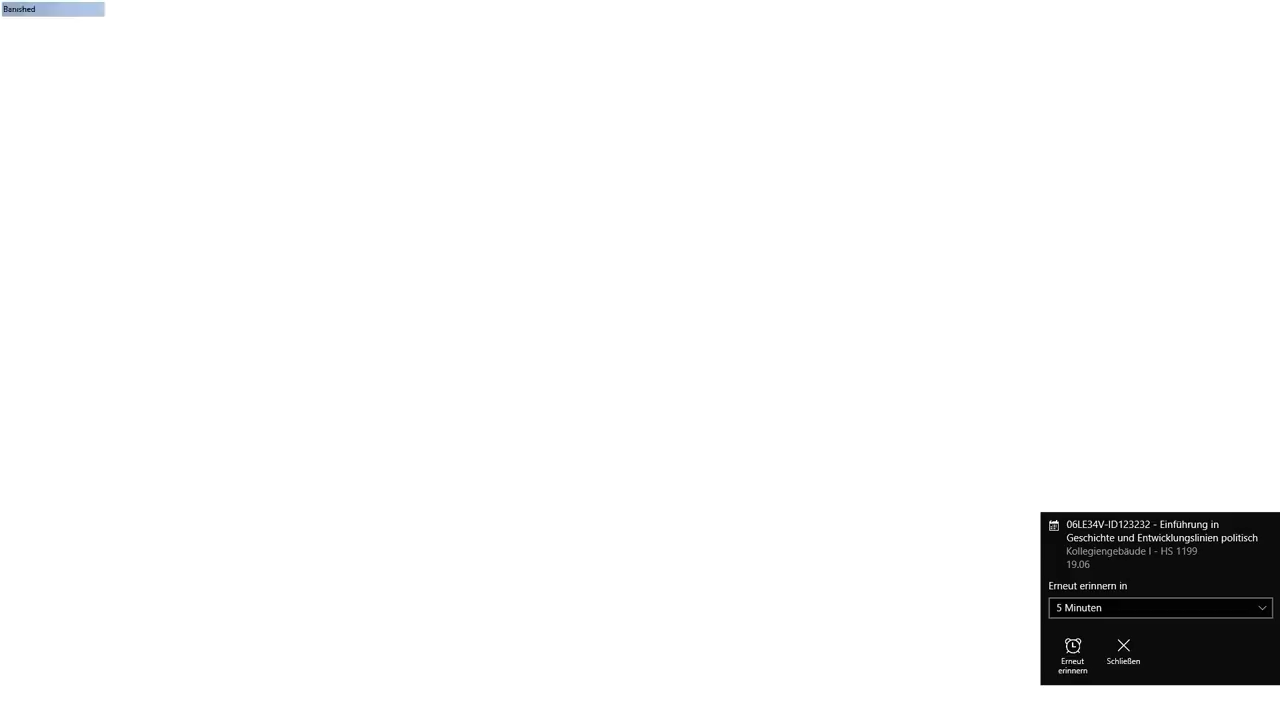 Banished
06LE34V-ID123232 - Einführung in
Geschichte und Entwicklungslinien politisch
Kollegiengebäude I - HS 1199
19.06
Erneut erinnern in
5 Minuten
Erneut
erinnern
Schließen